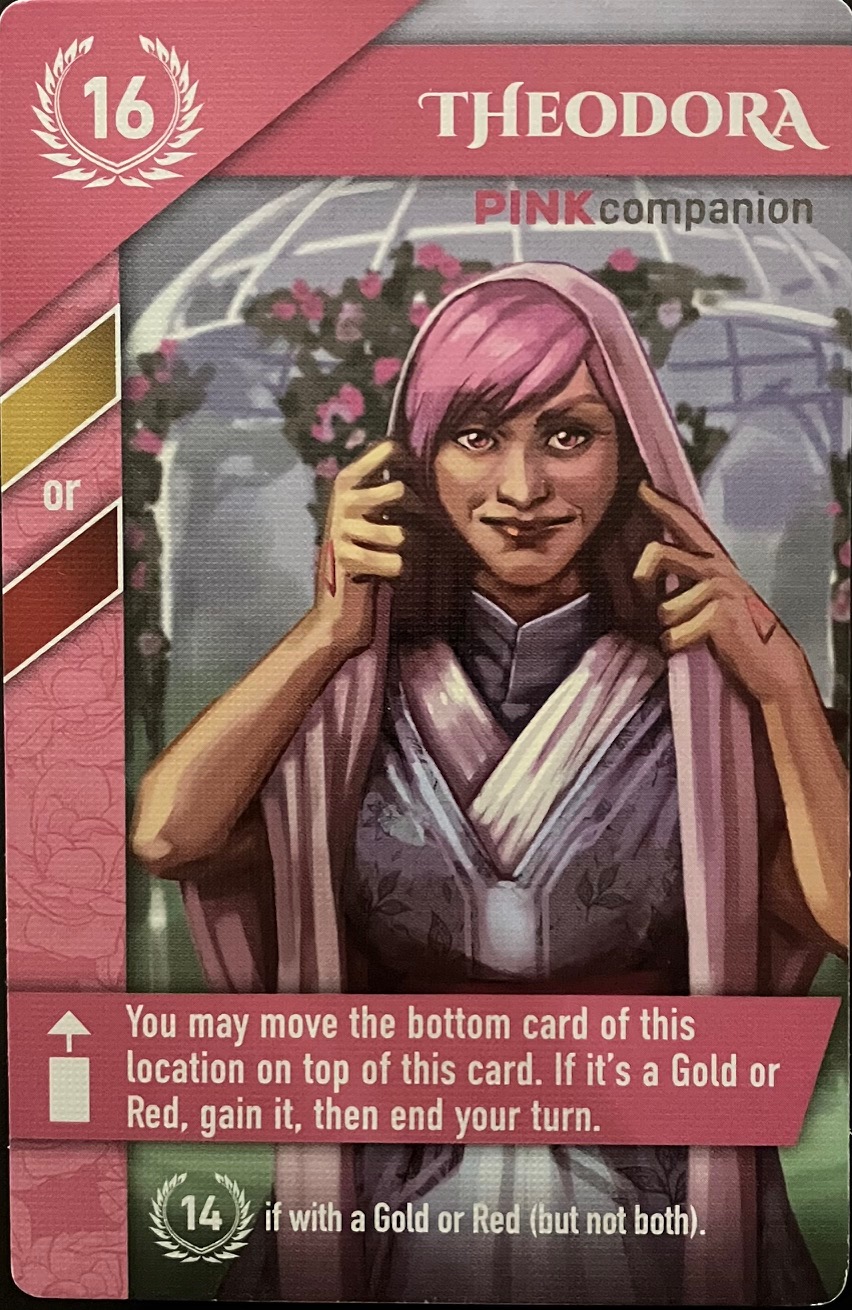 16
THEODORA
PINKcompanion
or
You may move the bottom card of this
location on top of this card. If it's a Gold or
Red, gain it, then end your turn.
14 if with a Gold or Red (but not both).